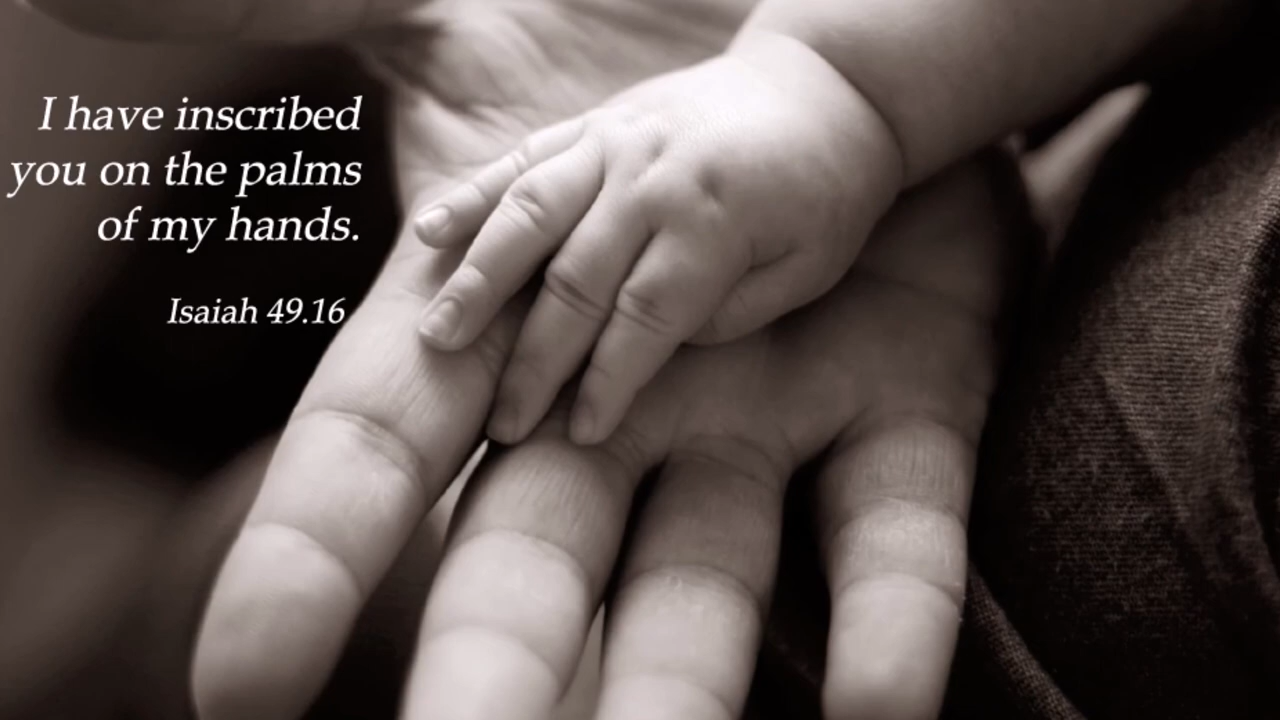 I have inscribed
you on the palms
of my hands.
Isaiah 49.16